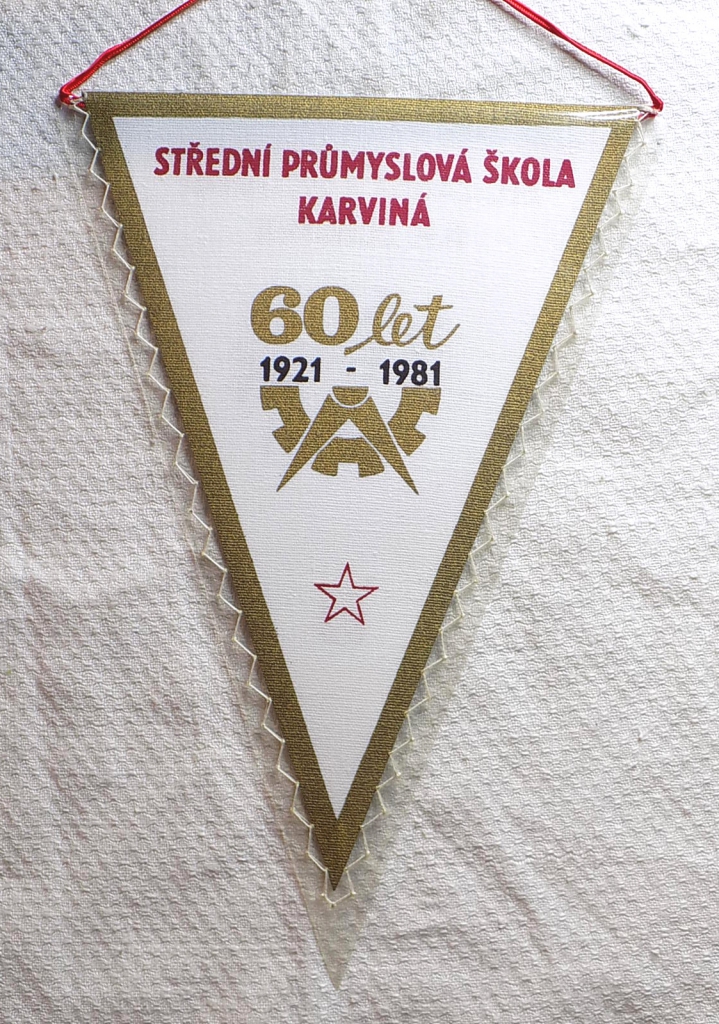 STŘEDNÍ PRŮMYSLOVÁ ŠKOLA
KARVINÁ
60 let
1921 - 1981